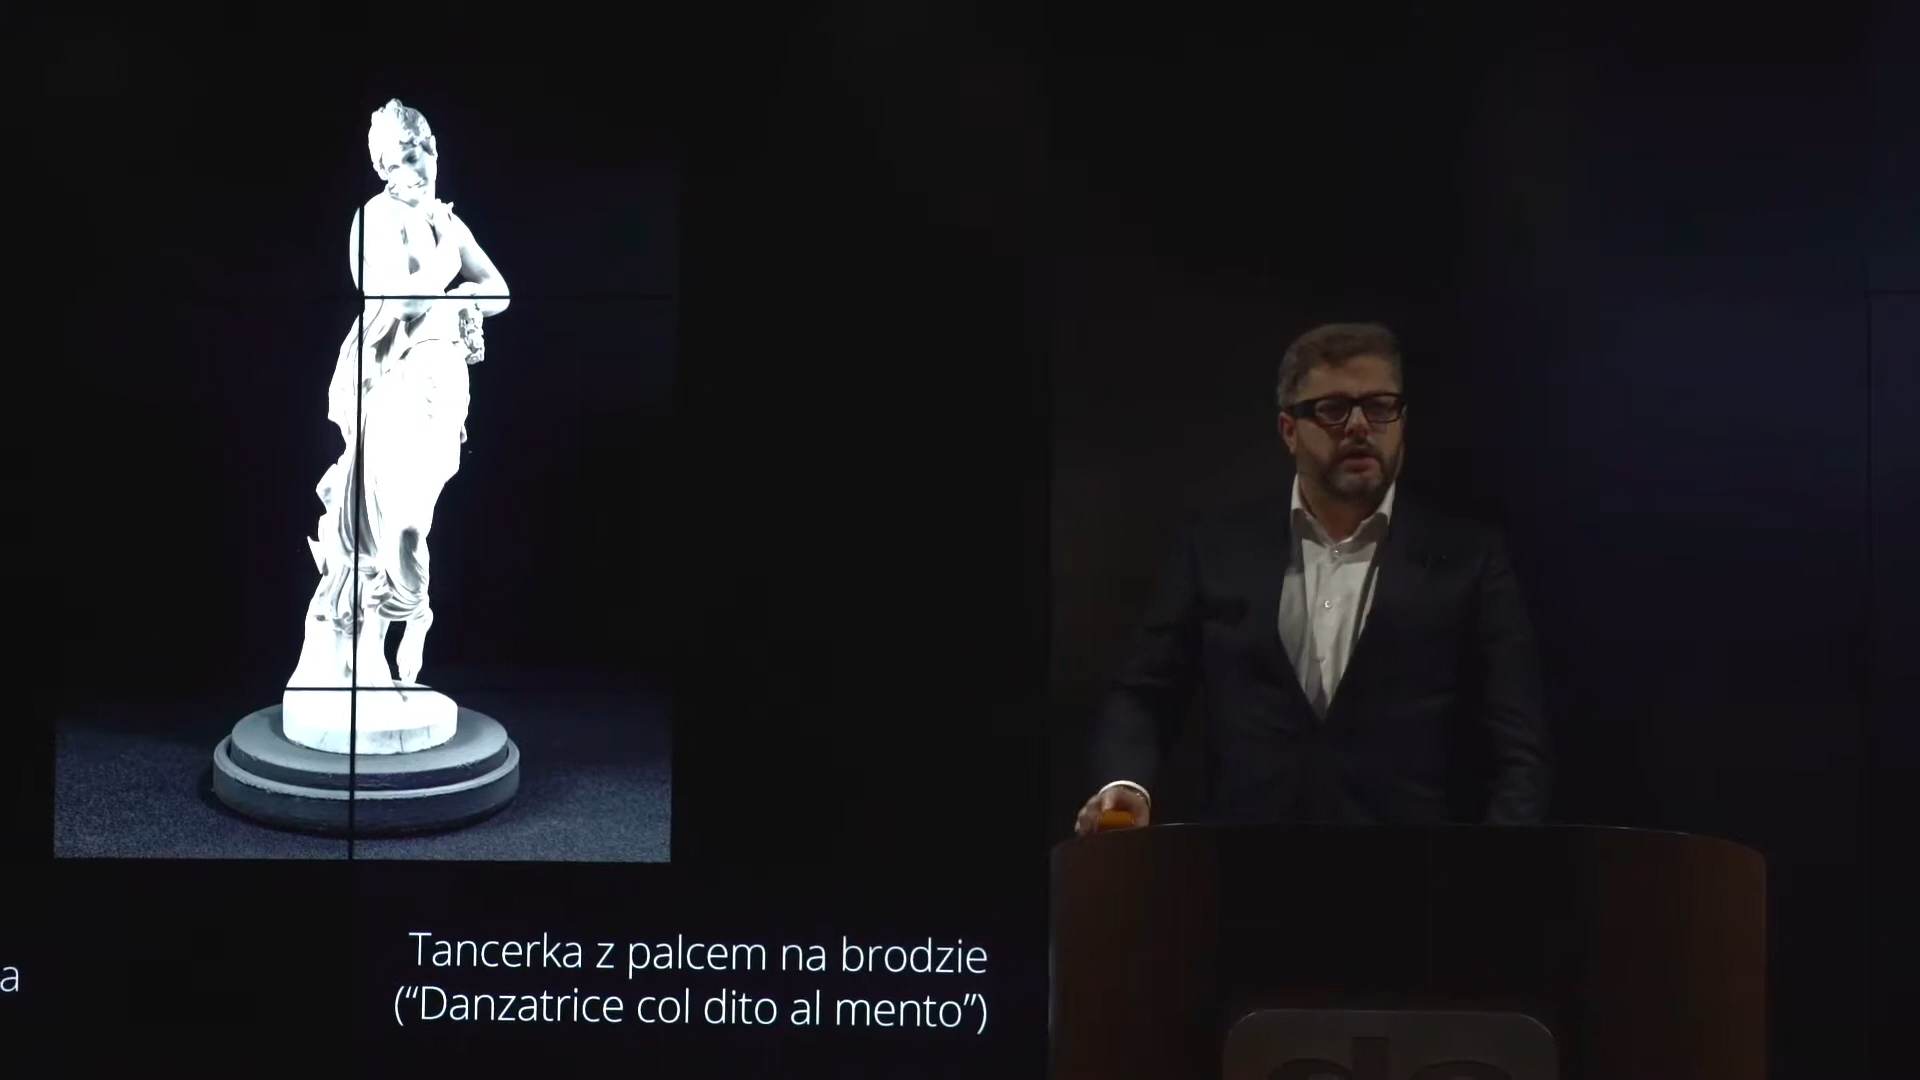 a
Tancerka z palcem na brodzie
(“Danzatrice col dito al mento”)